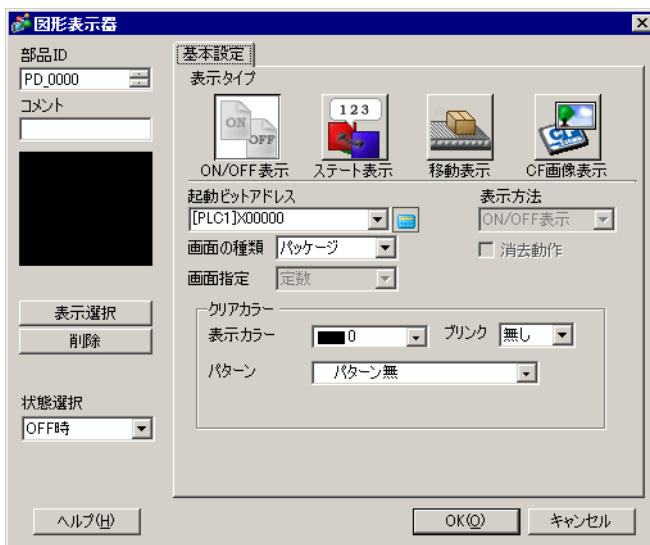 図形表示器
部品ID
PD_0000
コメント
表示選択
削除
状態選択
OFF時
基本設定
表示タイプ
ON
OFF
123
CF
ON/OFF表示 ステート表示 移動表示 CF画像表示
起動ビットアドレス 表示方法
[PLC1]X00000 ON/OFF表示
画面の種類 パッケージ 消去動作
画面指定 定数
クリアカラー
表示カラー 0 ブリンク 無し
パターン パターン無
ヘルプ(H) OK(O) キャンセル